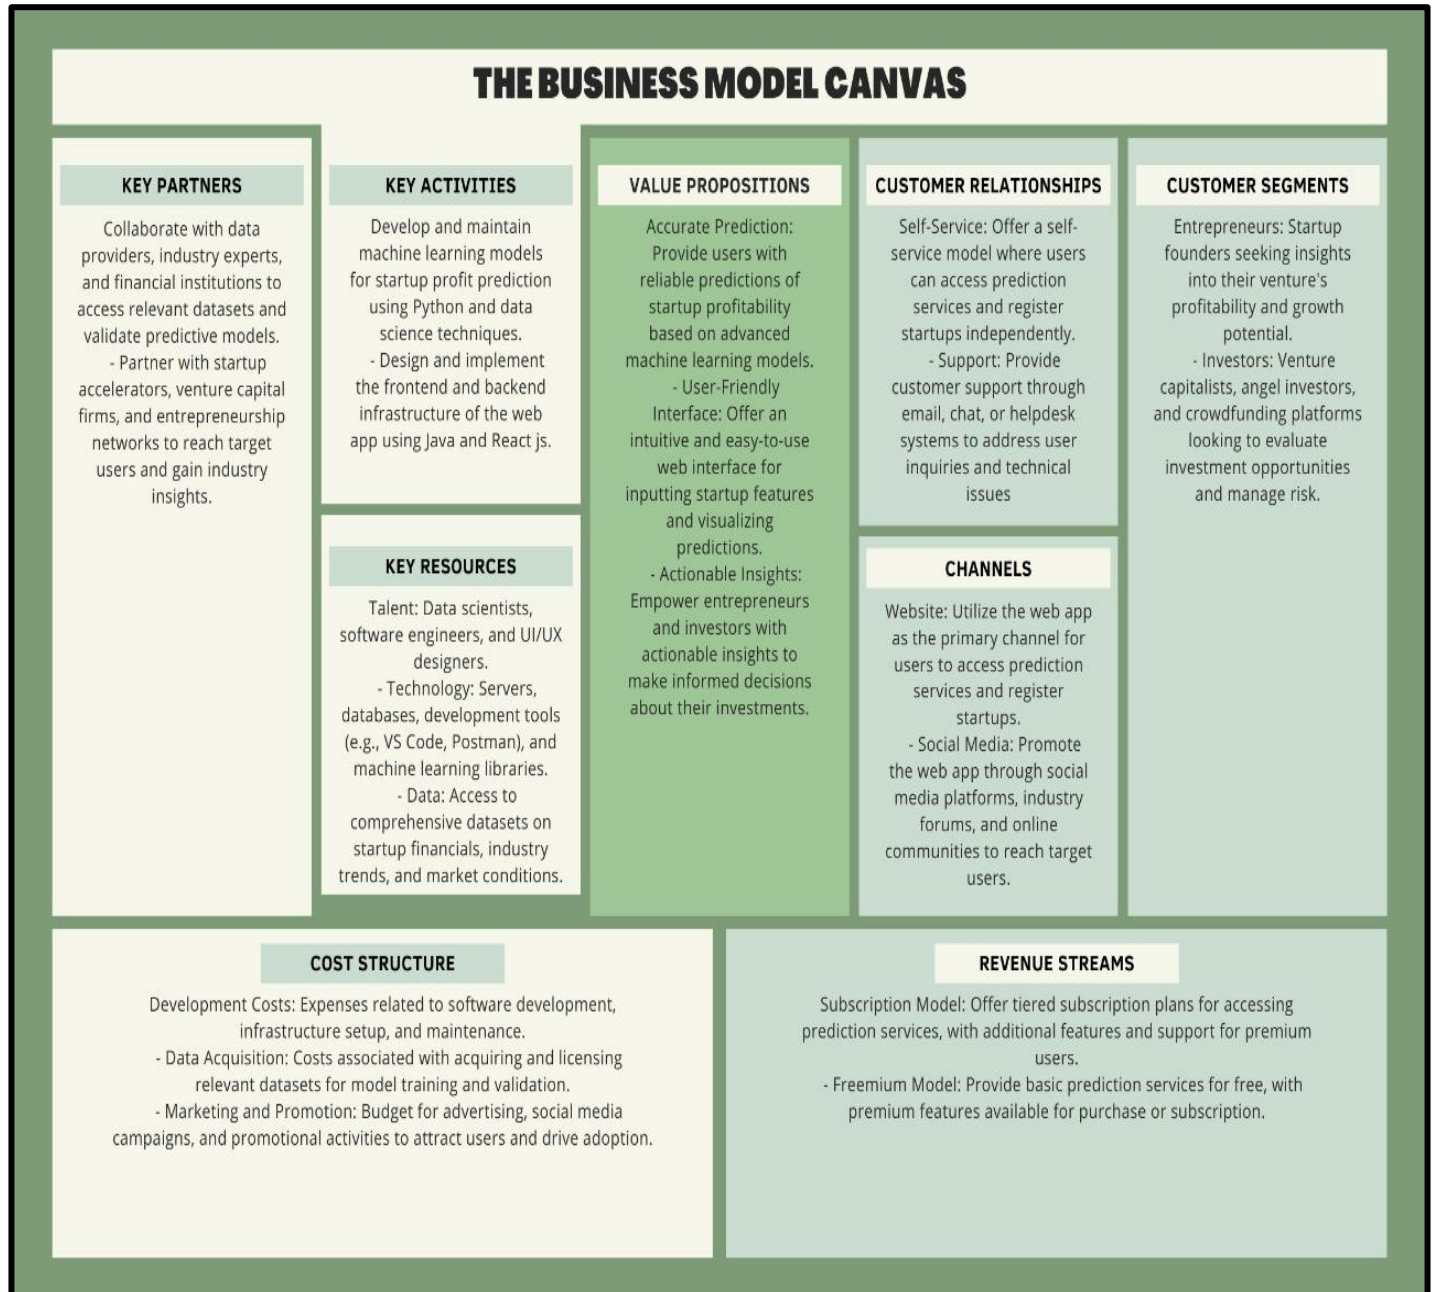 THE BUSINESS MODEL CANVAS
KEY PARTNERS
Collaborate with data
providers, industry experts,
and financial institutions to
access relevant datasets and
validate predictive models.
- Partner with startup
accelerators, venture capital
firms, and entrepreneurship
networks to reach target
users and gain industry
insights.
KEY ACTIVITIES
Develop and maintain
machine learning models
for startup profit prediction
using Python and data
science techniques.
- Design and implement
the frontend and backend
infrastructure of the web
app using Java and React js.
KEY RESOURCES
Talent: Data scientists,
software engineers, and UI/UX
designers.
- Technology: Servers,
databases, development tools
(e.g., VS Code, Postman), and
machine learning libraries.
- Data: Access to
comprehensive datasets on
startup financials, industry
trends, and market conditions.
VALUE PROPOSITIONS
Accurate Prediction:
Provide users with
reliable predictions of
startup profitability
based on advanced
machine learning models.
- User-Friendly
Interface: Offer an
intuitive and easy-to-use
web interface for
inputting startup features
and visualizing
predictions.
- Actionable Insights:
Empower entrepreneurs
and investors with
actionable insights to
make informed decisions
about their investments.
CUSTOMER RELATIONSHIPS
Self-Service: Offer a self-
service model where users
can access prediction
services and register
startups independently.
- Support: Provide
customer support through
email, chat, or helpdesk
systems to address user
inquiries and technical
issues
CHANNELS
Website: Utilize the web app
as the primary channel for
users to access prediction
services and register
startups.
- Social Media: Promote
the web app through social
media platforms, industry
forums, and online
communities to reach target
users.
CUSTOMER SEGMENTS
Entrepreneurs: Startup
founders seeking insights
into their venture's
profitability and growth
potential.
- Investors: Venture
capitalists, angel investors,
and crowdfunding platforms
looking to evaluate
investment opportunities
and manage risk.
COST STRUCTURE
Development Costs: Expenses related to software development,
infrastructure setup, and maintenance.
- Data Acquisition: Costs associated with acquiring and licensing
relevant datasets for model training and validation.
- Marketing and Promotion: Budget for advertising, social media
campaigns, and promotional activities to attract users and drive adoption.
REVENUE STREAMS
Subscription Model: Offer tiered subscription plans for accessing
prediction services, with additional features and support for premium
users.
- Freemium Model: Provide basic prediction services for free, with
premium features available for purchase or subscription.